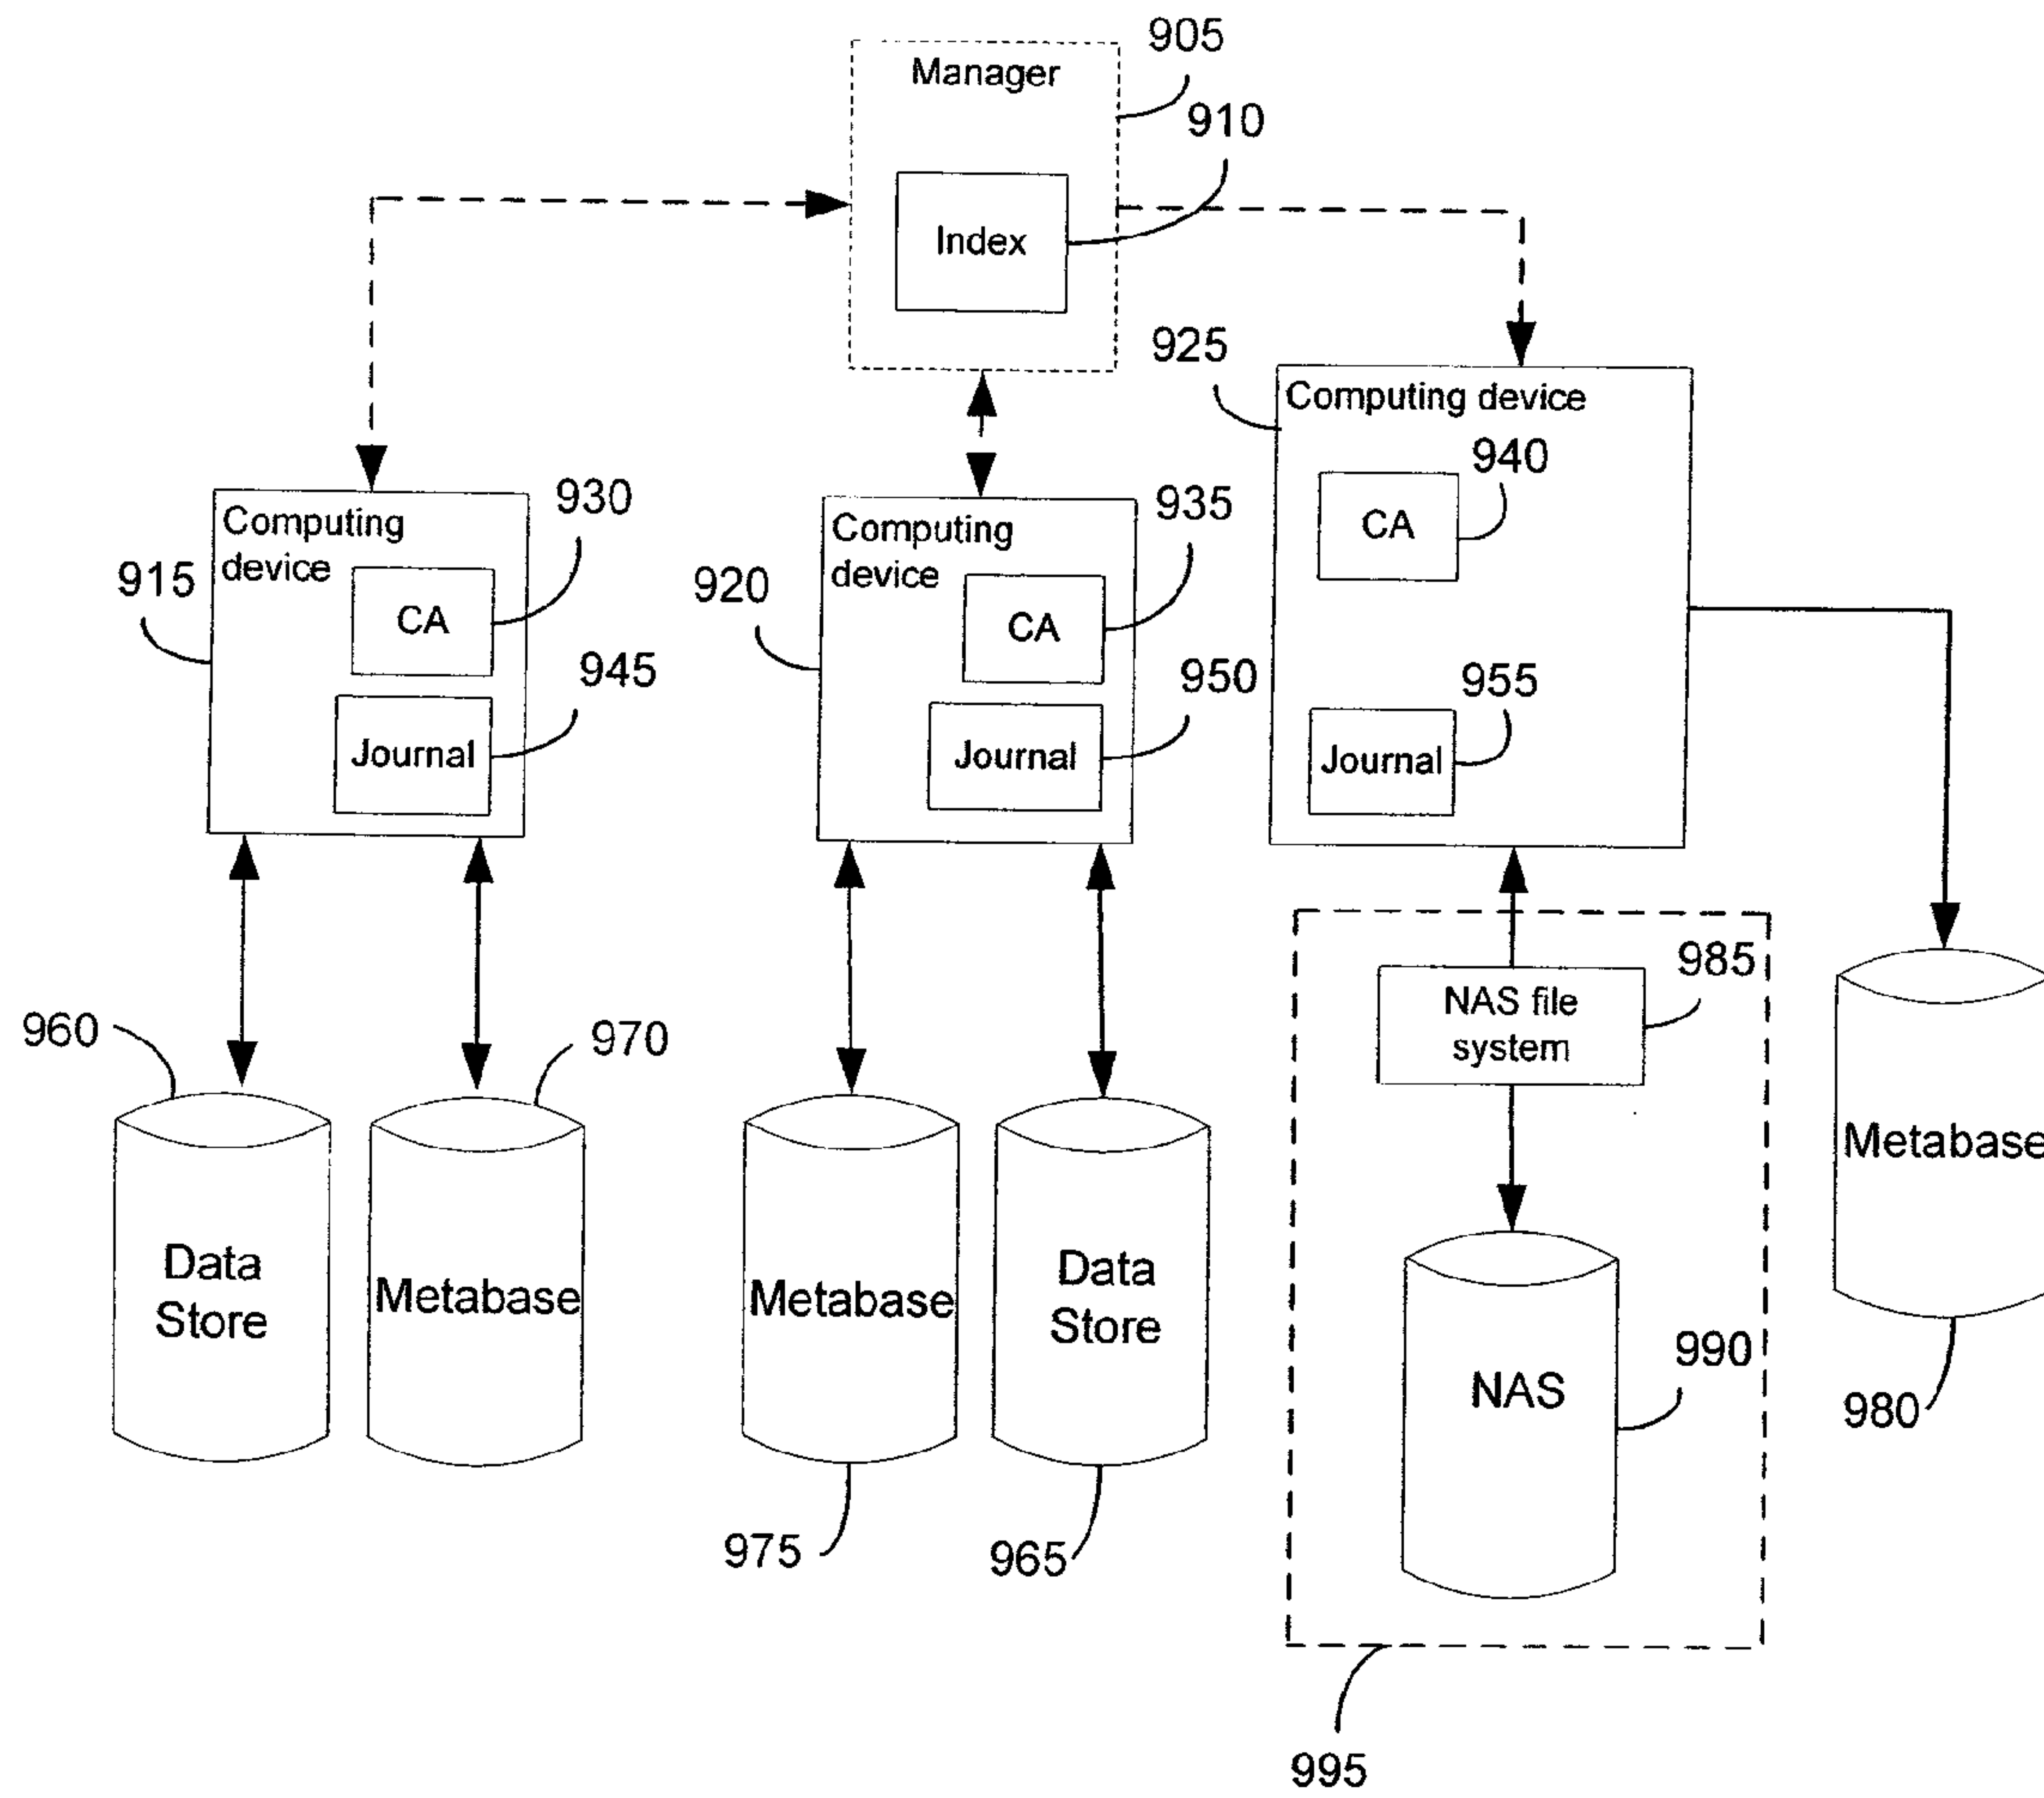 905
Manager
910
Index
925
Computing device
940
CA
955
Journal
930
Computing
device
915
CA
945
Journal
935
Computing
device
920
CA
950
Journal
960
970
Data
Store
Metabase
Metabase
Data
Store
975
965
985
NAS file
system
NAS
990
Metabase
980
995